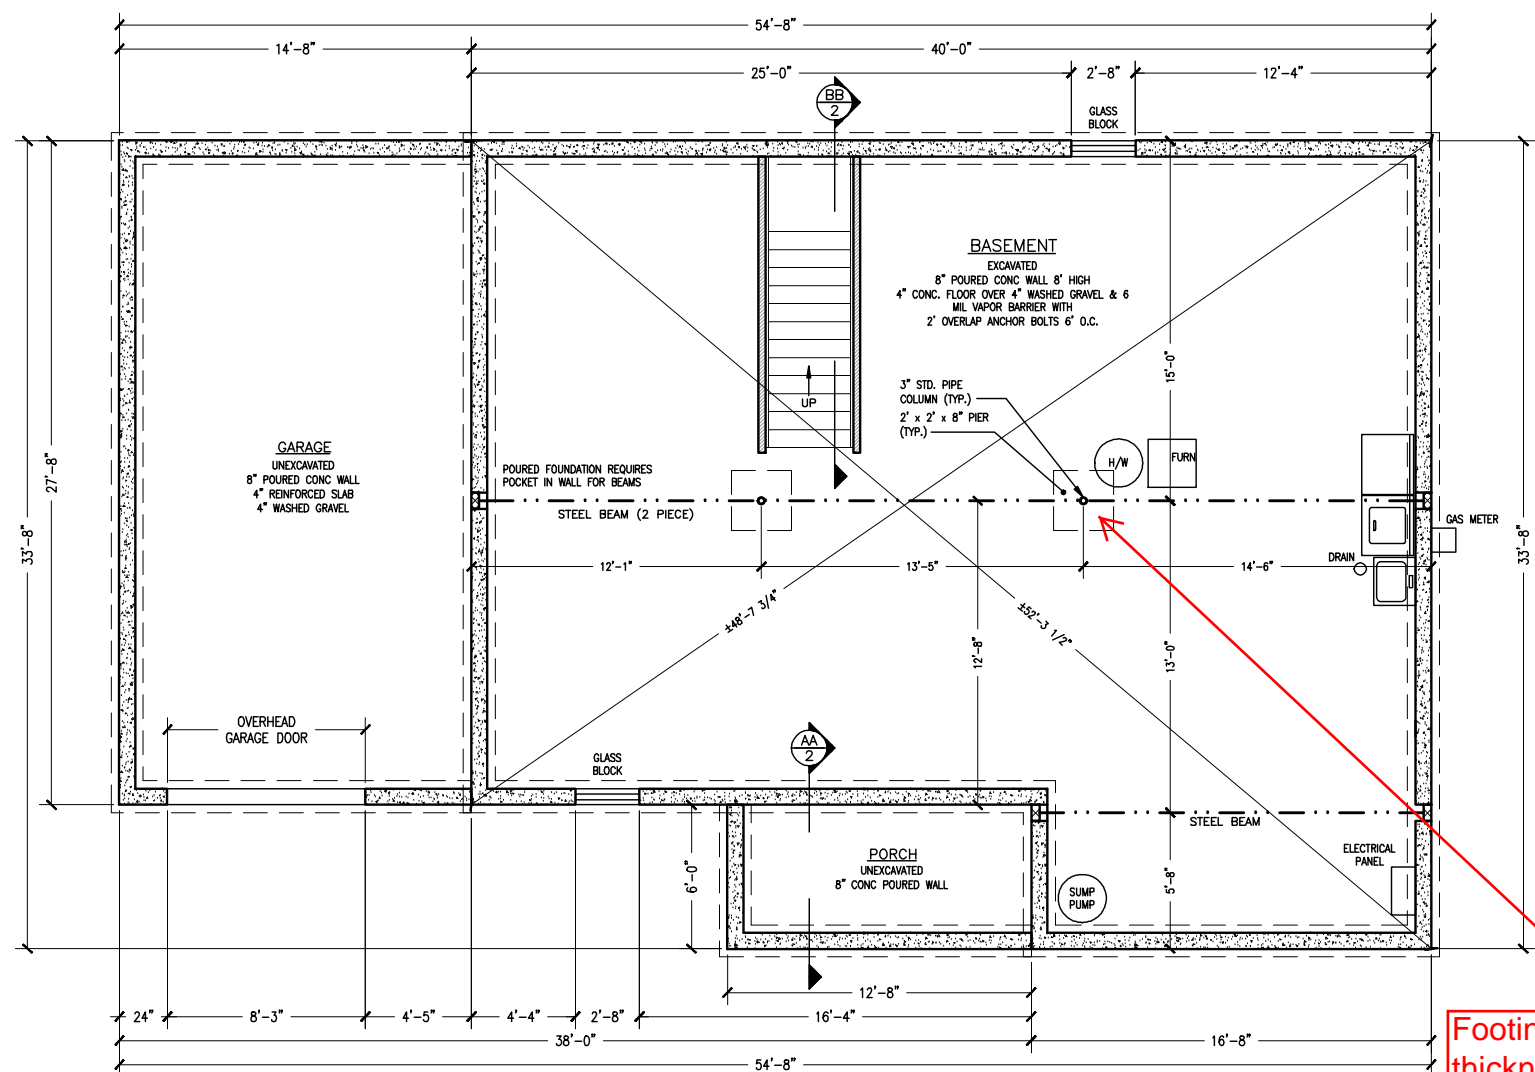 54'-8"
14'-8"
40'-0"
25'-0"
2'-8"
12'-4"
BB
2
GLASS
BLOCK
BASEMENT
EXCAVATED
8" POURED CONC WALL 8' HIGH
4" CONC. FLOOR OVER 4" WASHED GRAVEL & 6
MIL VAPOR BARRIER WITH
2' OVERLAP ANCHOR BOLTS 6' O.C.
15'-0"
3" STD. PIPE
COLUMN (TYP.)
2' x 2' x 8" PIER
(TYP.)
UP
GARAGE
UNEXCAVATED
8" POURED CONC WALL
4" REINFORCED SLAB
4" WASHED GRAVEL
POURED FOUNDATION REQUIRES
POCKET IN WALL FOR BEAMS
STEEL BEAM (2 PIECE)
H/W
FURN
27'-8"
33'-8"
33'-8"
GAS METER
DRAIN
12'-1"
13'-5"
14'-6"
±48'-7 3/4"
±52'-3 1/2"
12'-8"
13'-0"
OVERHEAD
GARAGE DOOR
AA
2
GLASS
BLOCK
STEEL BEAM
PORCH
UNEXCAVATED
8" CONC POURED WALL
6'-0"
ELECTRICAL
PANEL
SUMP
PUMP
5'-8"
12'-8"
24"
8'-3"
4'-5"
4'-4"
2'-8"
16'-4"
38'-0"
16'-8"
54'-8"